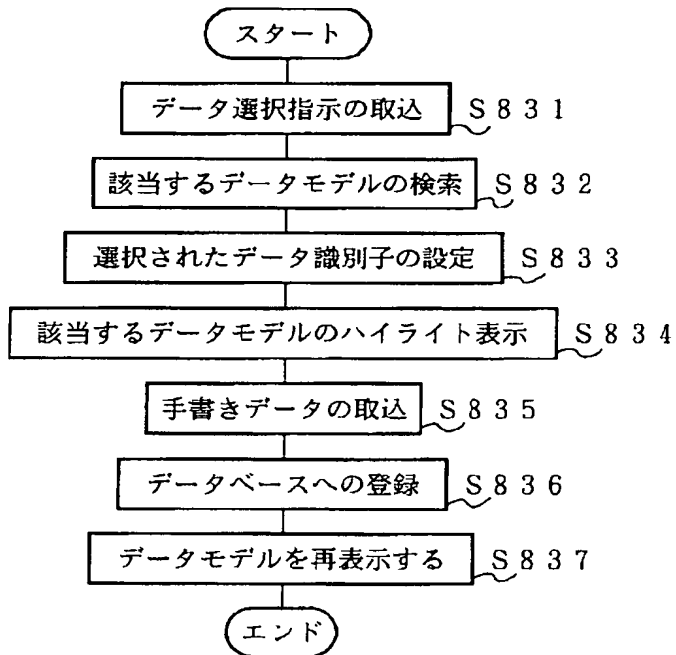 スタート
データ選択指示の取込 S831
該当するデータモデルの検索 S832
選択されたデータ識別子の設定 S833
該当するデータモデルのハイライト表示 S834
手書きデータの取込 S835
データベースへの登録 S836
データモデルを再表示する S837
エンド